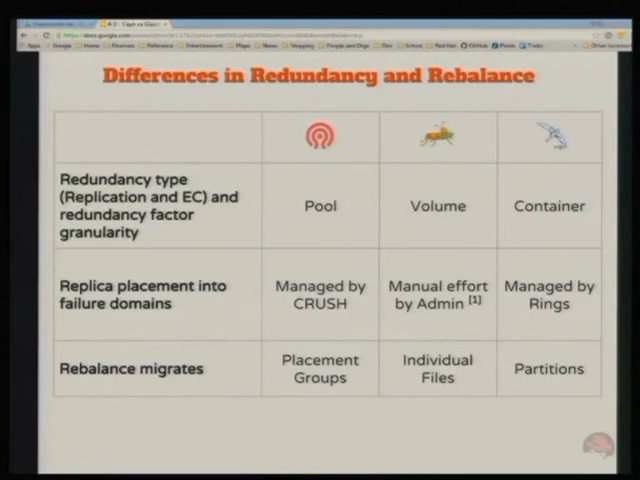 Differences in Redundancy and Rebalance
Redundancy type
(Replication and EC) and
redundancy factor
granularity
Pool
Volume
Container
Replica placement into
failure domains
Managed by
CRUSH
Manual effort
by Admin [1]
Managed by
Rings
Rebalance migrates
Placement
Groups
Individual
Files
Partitions